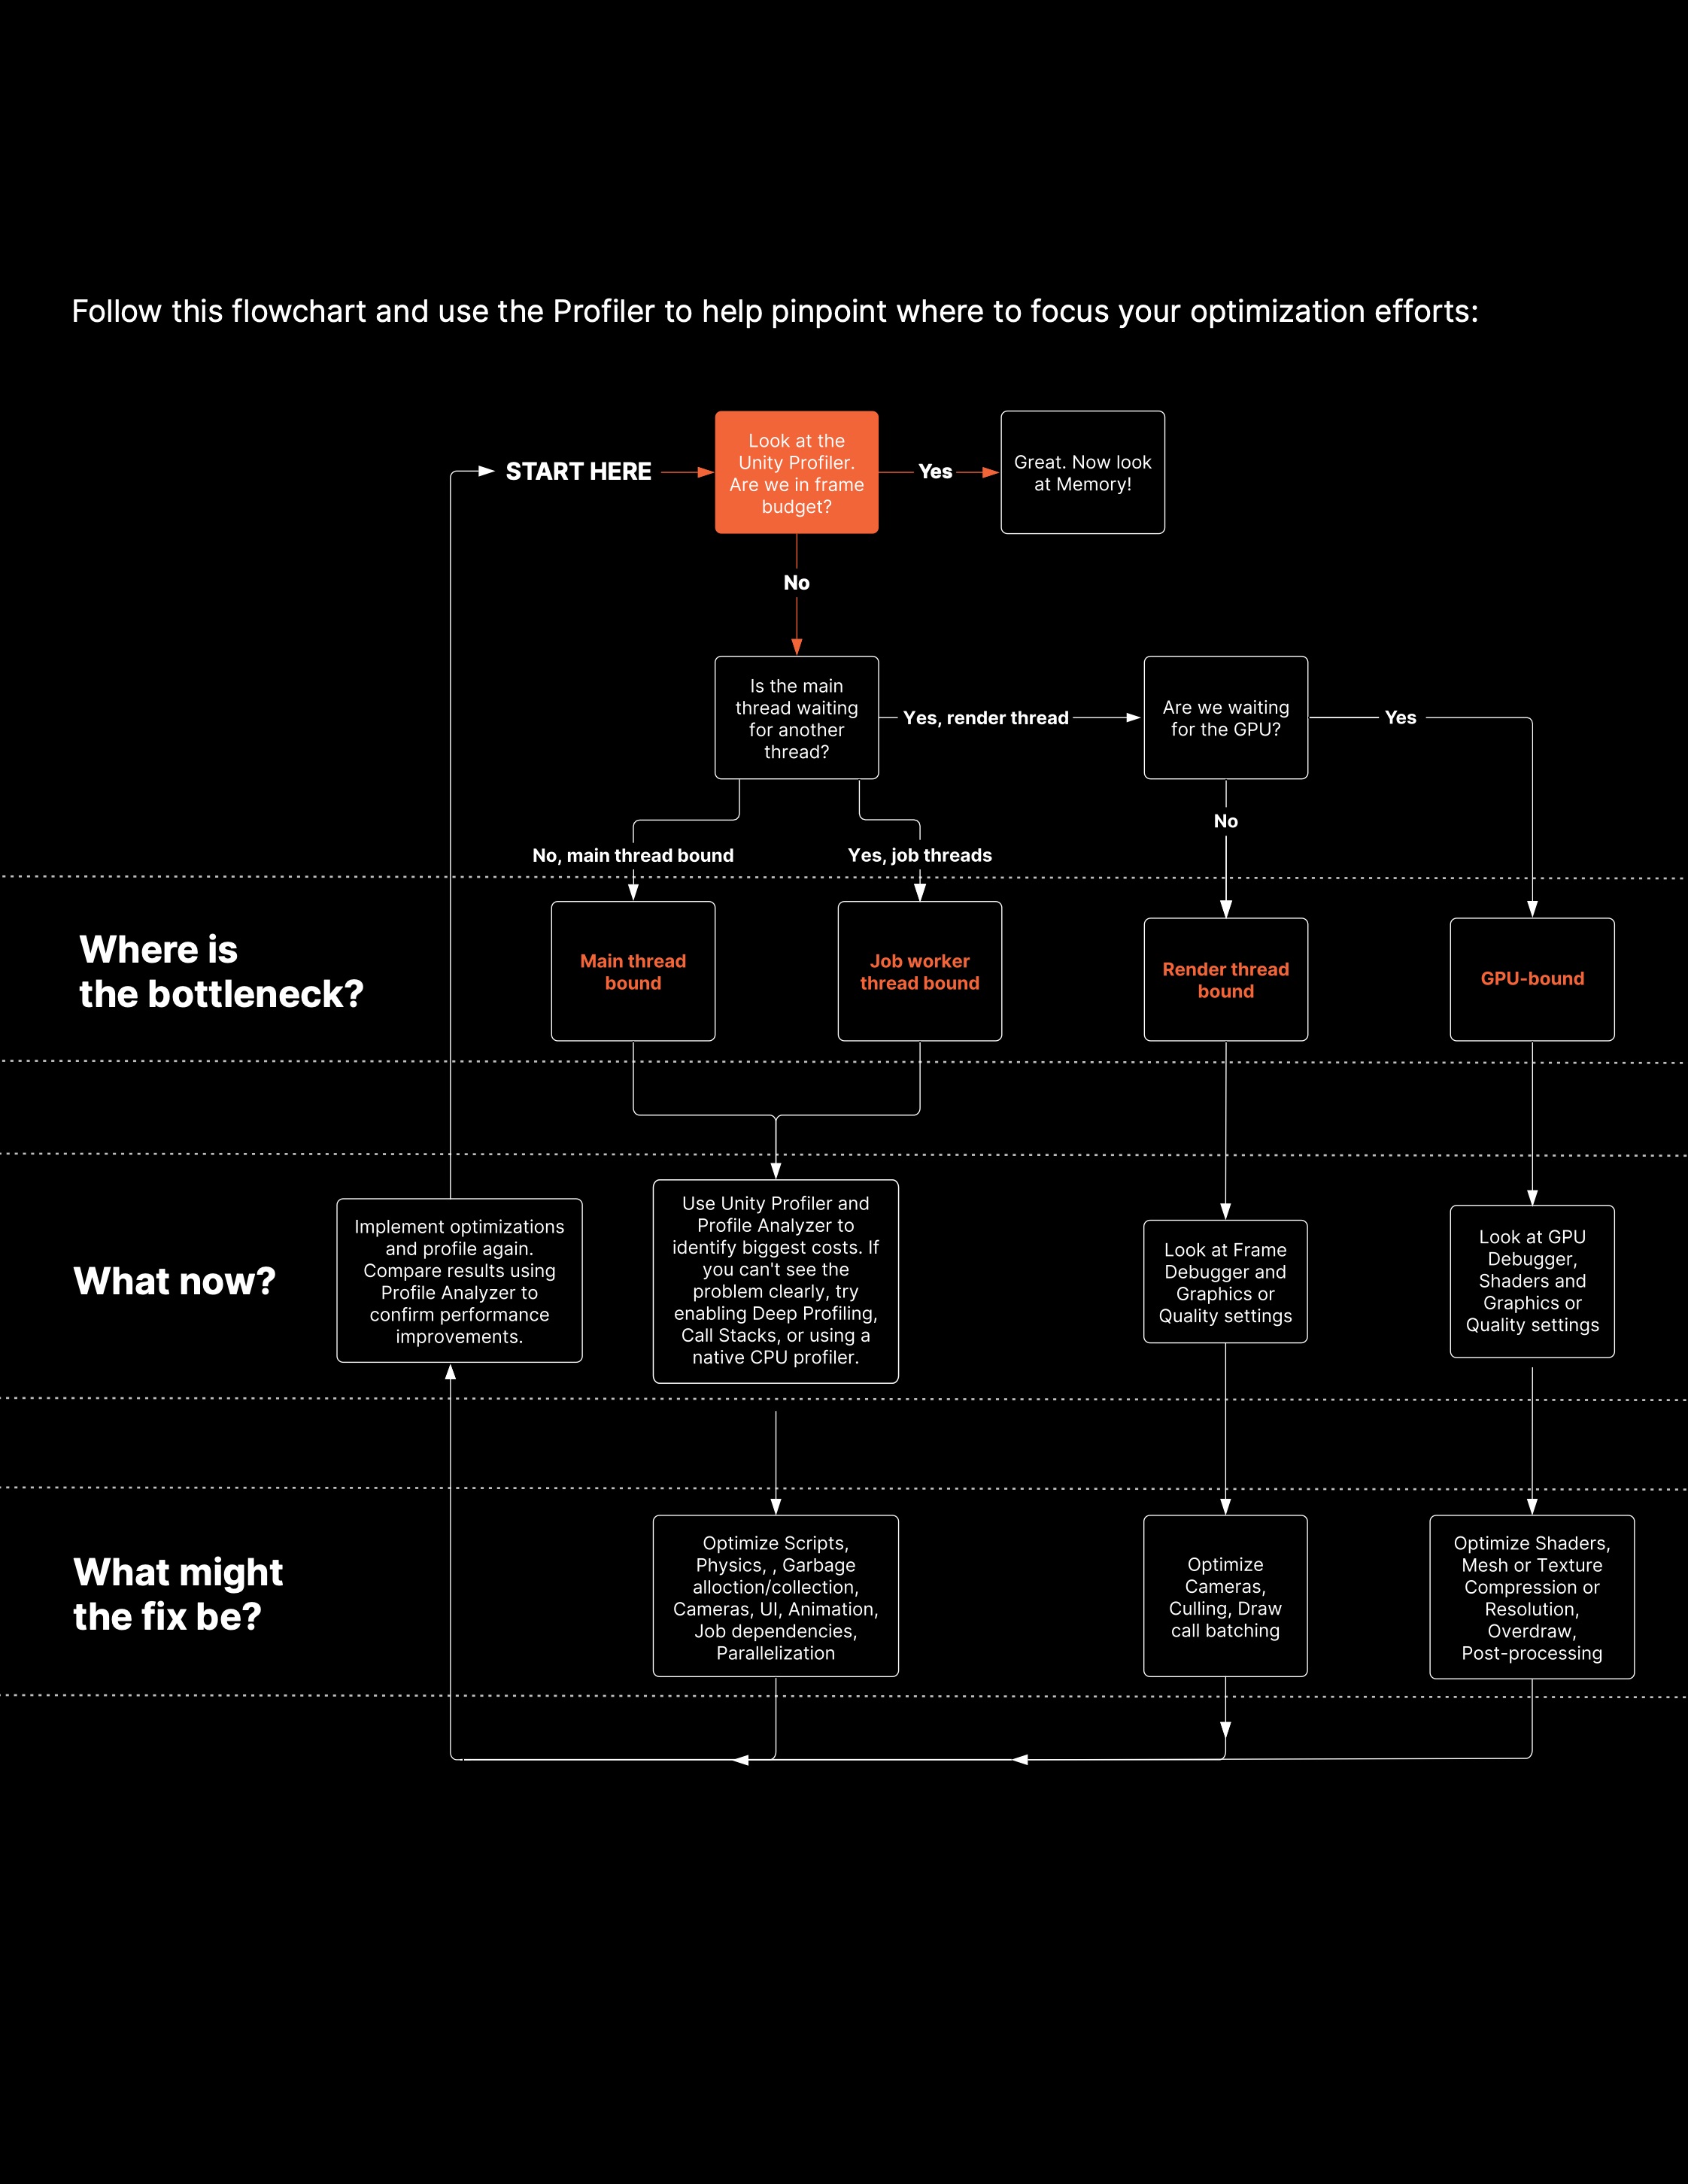 Follow this flowchart and use the Profiler to help pinpoint where to focus your optimization efforts:
START HERE
Look at the
Unity Profiler.
Are we in frame
budget?
Yes
Great. Now look
at Memory!
No
Is the main
thread waiting
for another
thread?
Yes, render thread
Are we waiting
for the GPU?
Yes
No
No, main thread bound
Yes, job threads
Where is
the bottleneck?
Main thread
bound
Job worker
thread bound
Render thread
bound
GPU-bound
What now?
Implement optimizations
and profile again.
Compare results using
Profile Analyzer to
confirm performance
improvements.
Use Unity Profiler and
Profile Analyzer to
identify biggest costs. If
you can't see the
problem clearly, try
enabling Deep Profiling,
Call Stacks, or using a
native CPU profiler.
Look at Frame
Debugger and
Graphics or
Quality settings
Look at GPU
Debugger,
Shaders and
Graphics or
Quality settings
What might
the fix be?
Optimize Scripts,
Physics, , Garbage
alloction/collection,
Cameras, UI, Animation,
Job dependencies,
Parallelization
Optimize
Cameras,
Culling, Draw
call batching
Optimize Shaders,
Mesh or Texture
Compression or
Resolution,
Overdraw,
Post-processing